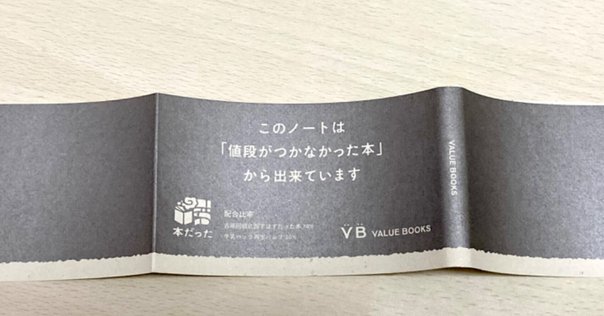 このノートは
「値段がつかなかった本」
から出来ています
本だった
配合比率
VB VALUE BOOKS
VALUE BOOKS